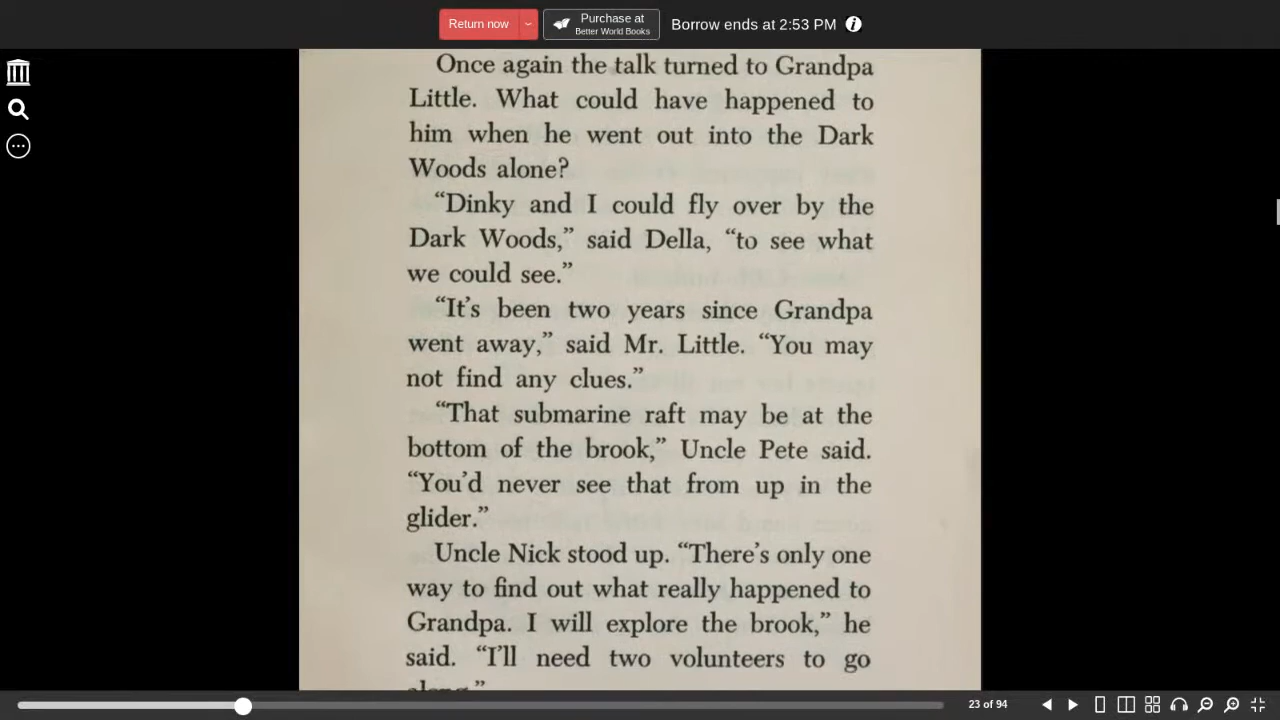 Return now
Purchase at
Better World Books
Borrow ends at 2:53 PM
Once again the talk turned to Grandpa
Little. What could have happened to
him when he went out into the Dark
Woods alone?
“Dinky and I could fly over by the
Dark Woods,” said Della, “to see what
we could see.”
“It’s been two years since Grandpa
went away,” said Mr. Little. “You may
not find any clues.”
“That submarine raft may be at the
bottom of the brook,” Uncle Pete said.
“You’d never see that from up in the
glider.”
Uncle Nick stood up. “There’s only one
way to find out what really happened to
Grandpa. I will explore the brook,” he
said. “I’ll need two volunteers to go
along.”
23 of 94